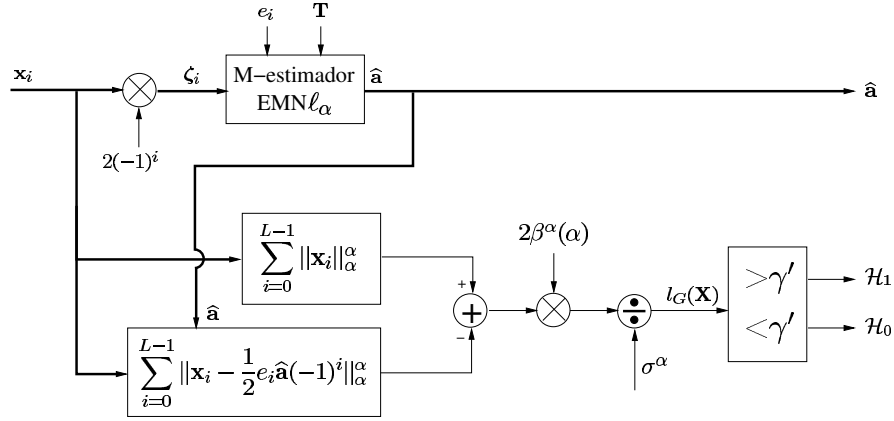 e_i
𝐓
𝐱_i
𝛇_i
M−estimador
EMNℓ_α
𝐚̂
𝐚̂
2(−1)^i
∑_{i=0}^{L−1} ||𝐱_i||_α^α
2β^α(α)
+
+
−
×
÷
l_G(𝐗)
>γ′
<γ′
ℋ_1
ℋ_0
𝐚̂
∑_{i=0}^{L−1} ||𝐱_i − \frac{1}{2} e_i 𝐚̂(−1)^i||_α^α
σ^α